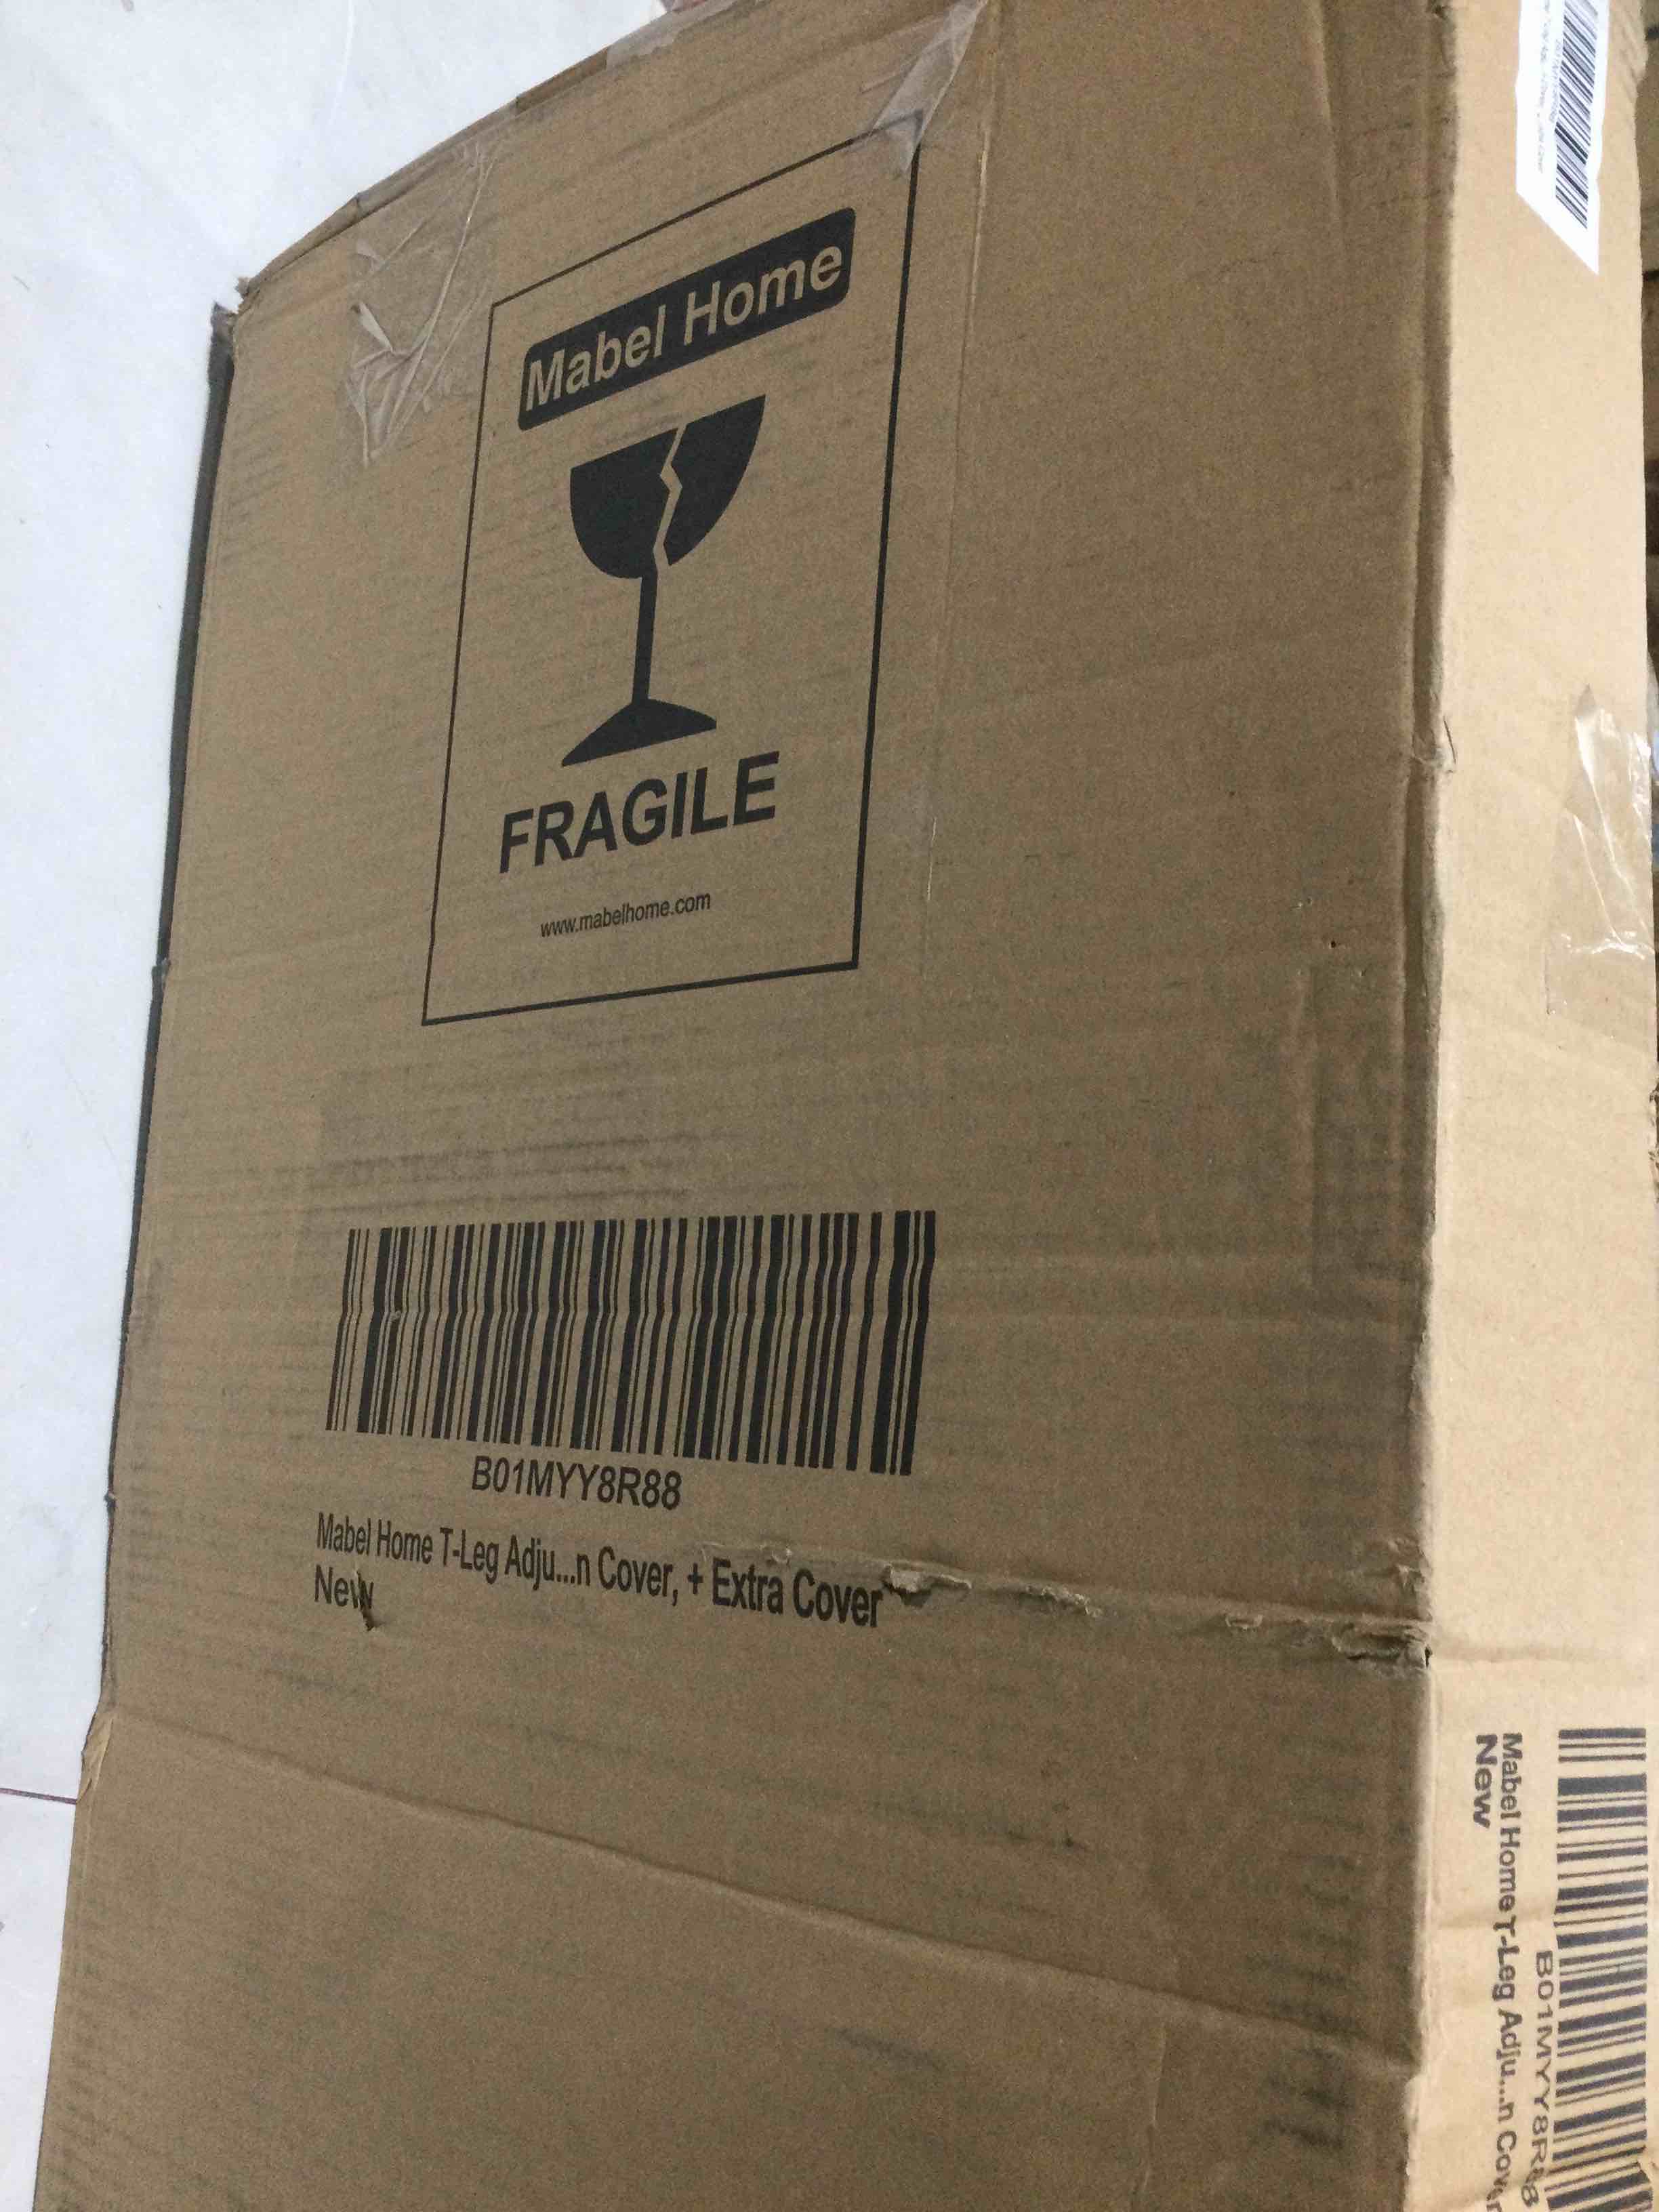 Mabel Home
FRAGILE
www.mabelhome.com
B01MYY8R88
Mabel Home T-Leg Adju...n Cover, + Extra Cover
New
B01MYY8R88
Mabel Home T-Leg Adju...n Cover
New